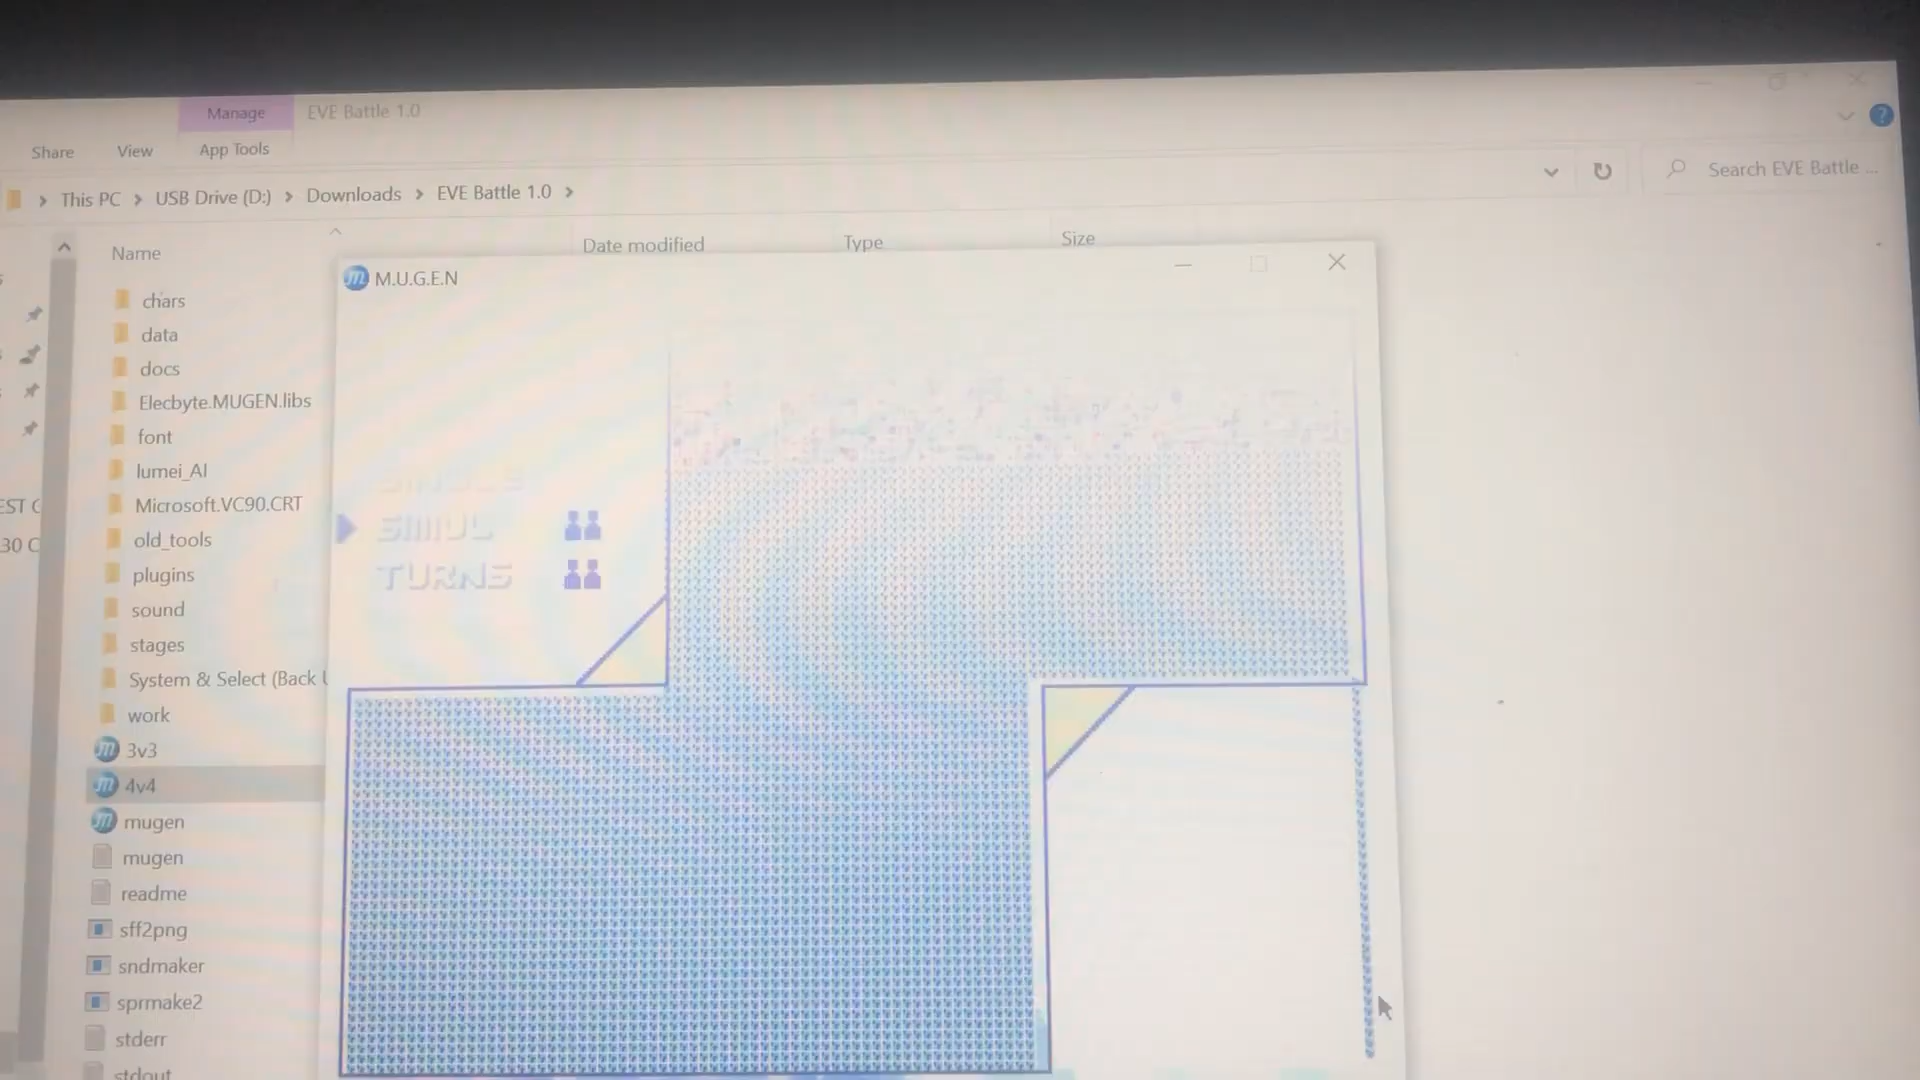 Manage
EVE Battle 1.0
Share
View
App Tools
This PC
USB Drive (D:)
Downloads
EVE Battle 1.0
Search EVE Battle ...
Name
Date modified
Type
Size
M.U.G.E.N
chars
data
docs
Elecbyte.MUGEN.libs
font
lumei_AI
SINGLE
Microsoft.VC90.CRT
SIMUL
old_tools
TURNS
plugins
sound
stages
System & Select (Back
work
3v3
4v4
mugen
mugen
readme
sff2png
sndmaker
sprmake2
stderr
stdout